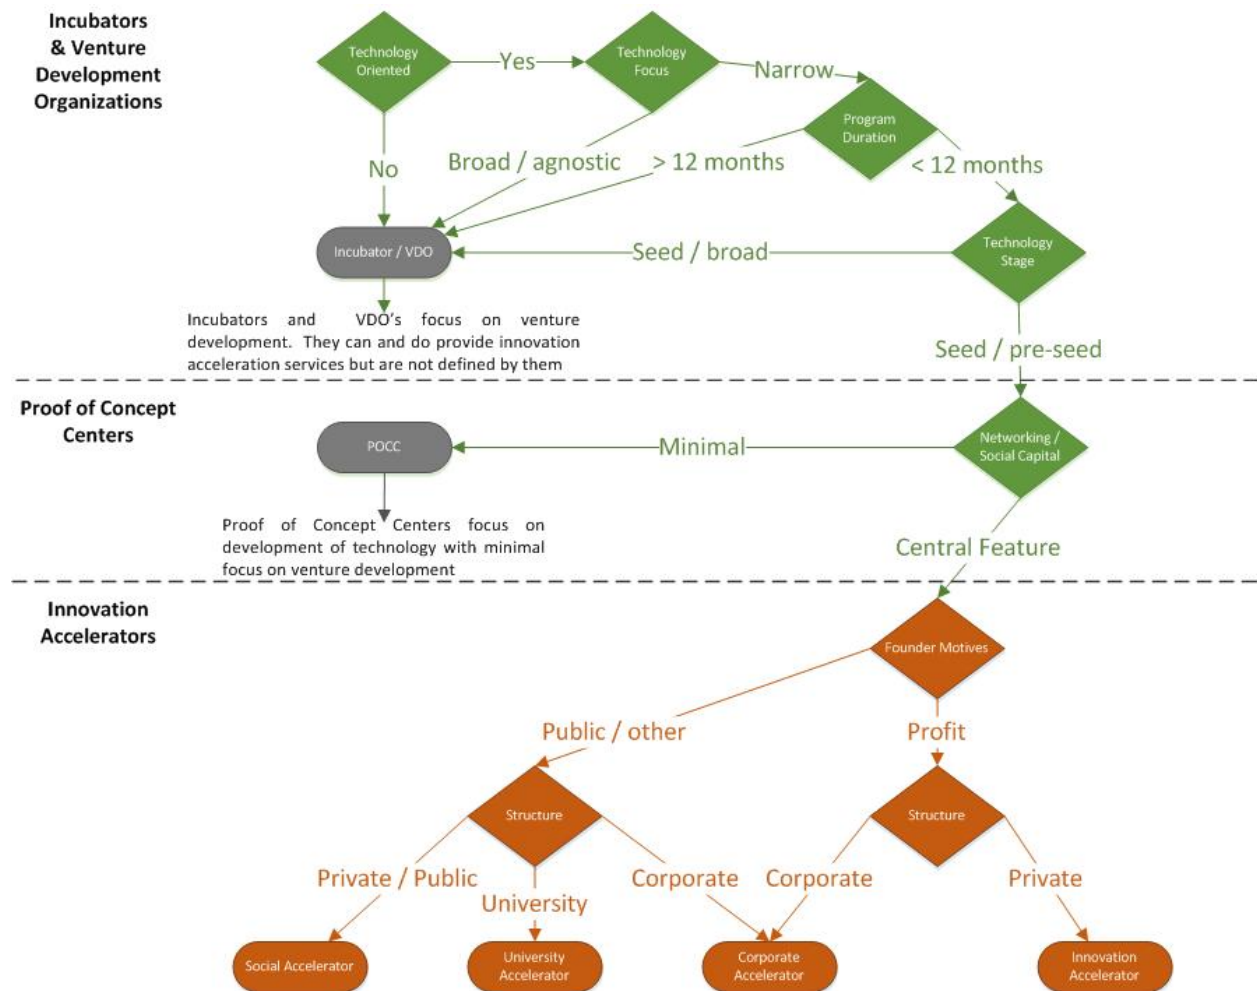 Incubators
& Venture
Development
Organizations
Technology
Oriented
Yes
Technology
Focus
Narrow
Program
Duration
No
Broad / agnostic
> 12 months
< 12 months
Incubator / VDO
Seed / broad
Technology
Stage
Incubators and VDO's focus on venture
development. They can and do provide innovation
acceleration services but are not defined by them
Seed / pre-seed
Proof of Concept
Centers
POCC
Minimal
Networking /
Social Capital
Proof of Concept Centers focus on
development of technology with minimal
focus on venture development
Central Feature
Innovation
Accelerators
Founder Motives
Public / other
Profit
Structure
Structure
Private / Public
University
Corporate
Corporate
Private
Social Accelerator
University
Accelerator
Corporate
Accelerator
Innovation
Accelerator